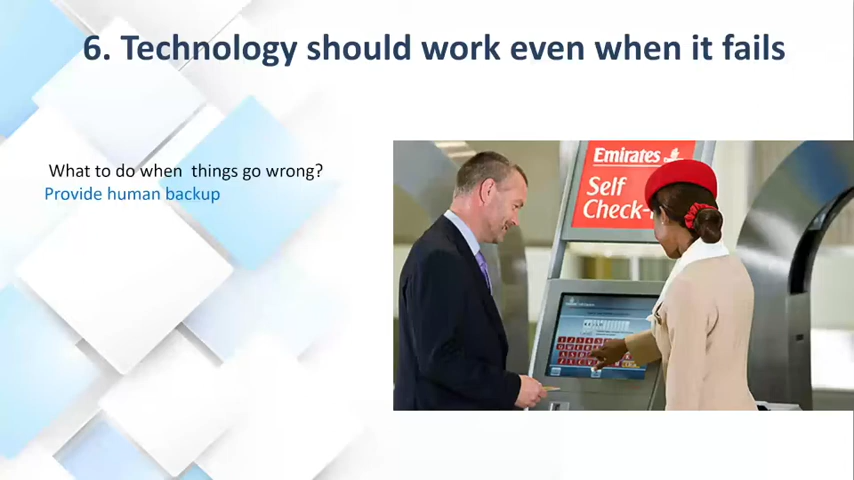 6. Technology should work even when it fails
What to do when things go wrong?
Provide human backup
Emirates
Self
Check-